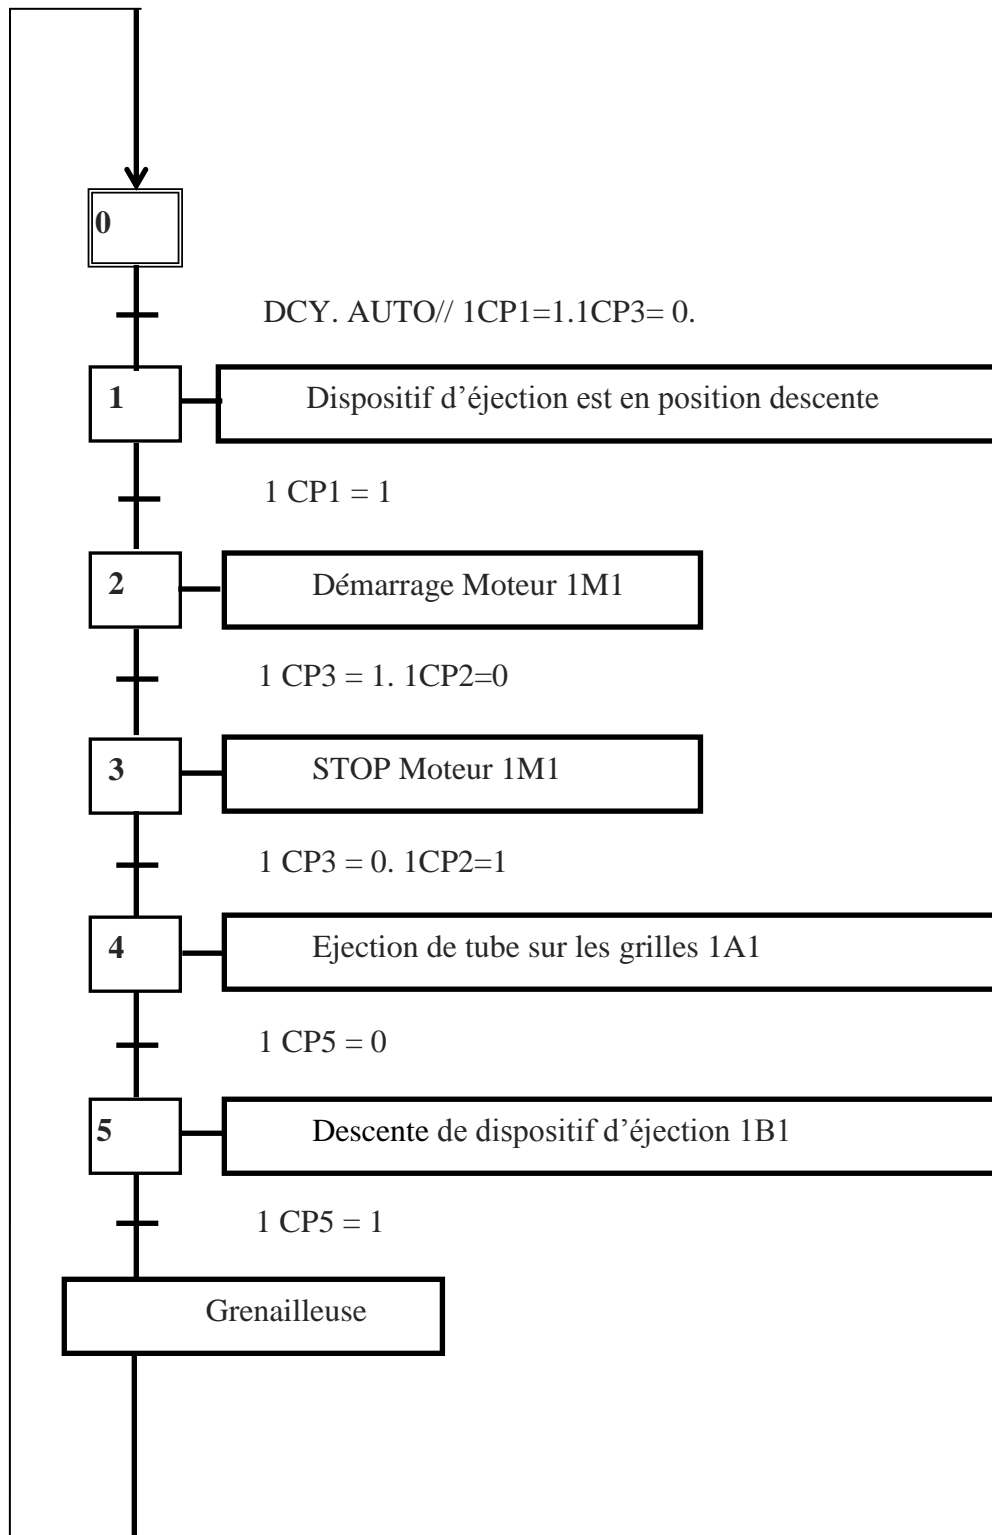 0
DCY. AUTO// 1CP1=1.1CP3= 0.
1
Dispositif d’éjection est en position descente
1 CP1 = 1
2
Démarrage Moteur 1M1
1 CP3 = 1. 1CP2=0
3
STOP Moteur 1M1
1 CP3 = 0. 1CP2=1
4
Ejection de tube sur les grilles 1A1
1 CP5 = 0
5
Descente de dispositif d’éjection 1B1
1 CP5 = 1
Grenailleuse